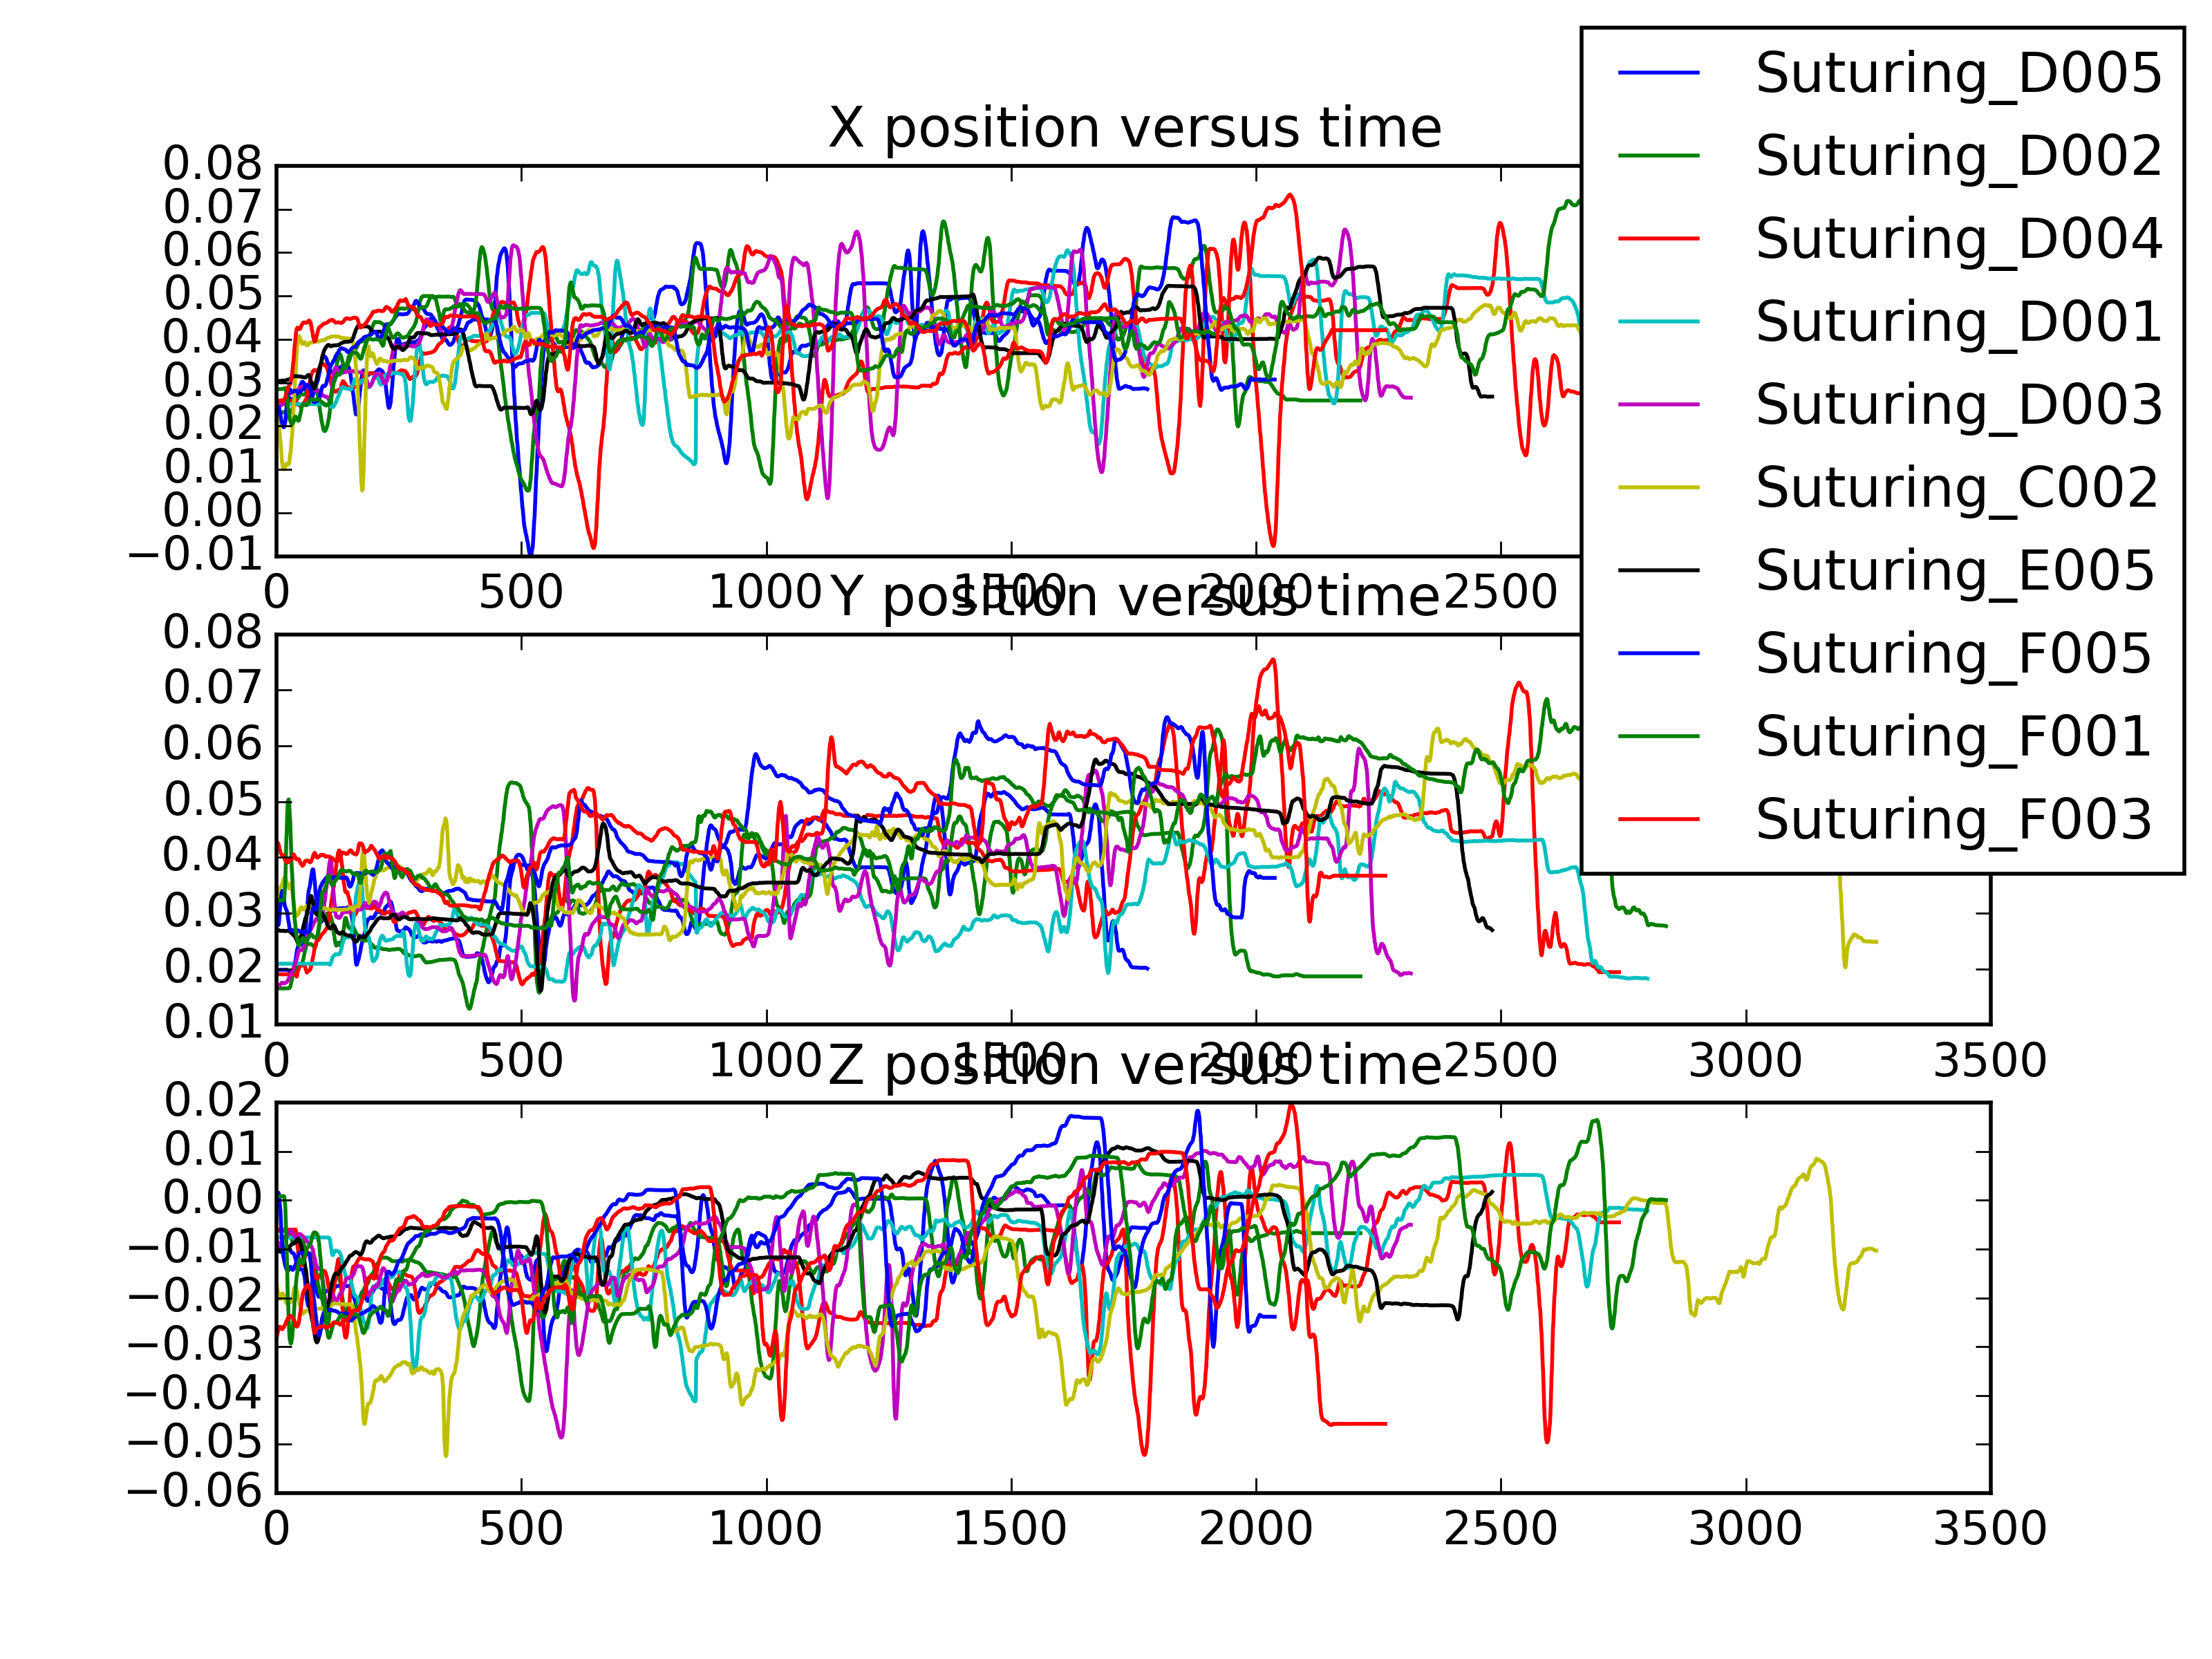 X position versus time
0.08
0.07
0.06
0.05
0.04
0.03
0.02
0.01
0.00
−0.01
0 500 1000 1500 2000 2500
Y position versus time
0.08
0.07
0.06
0.05
0.04
0.03
0.02
0.01
0 500 1000 1500 2000 2500 3000 3500
Z position versus time
0.02
0.01
0.00
−0.01
−0.02
−0.03
−0.04
−0.05
−0.06
0 500 1000 1500 2000 2500 3000 3500
Suturing_D005
Suturing_D002
Suturing_D004
Suturing_D001
Suturing_D003
Suturing_C002
Suturing_E005
Suturing_F005
Suturing_F001
Suturing_F003